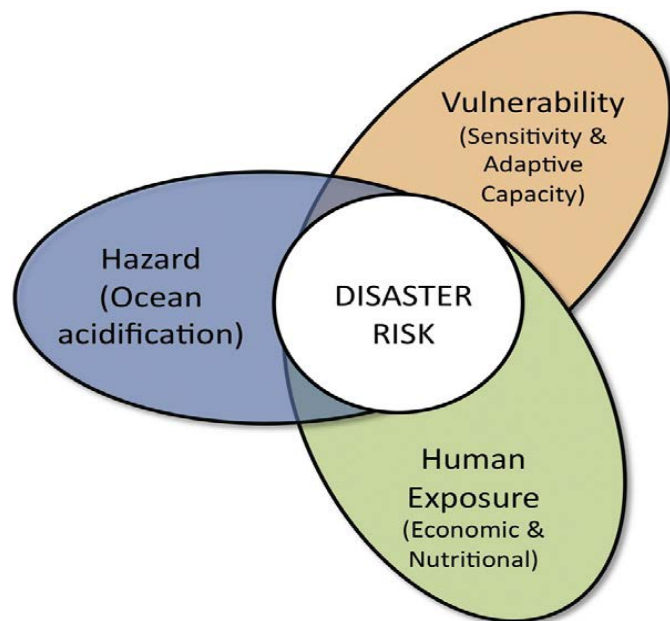 Vulnerability
(Sensitivity &
Adaptive
Capacity)
Hazard
(Ocean
acidification)
DISASTER
RISK
Human
Exposure
(Economic &
Nutritional)